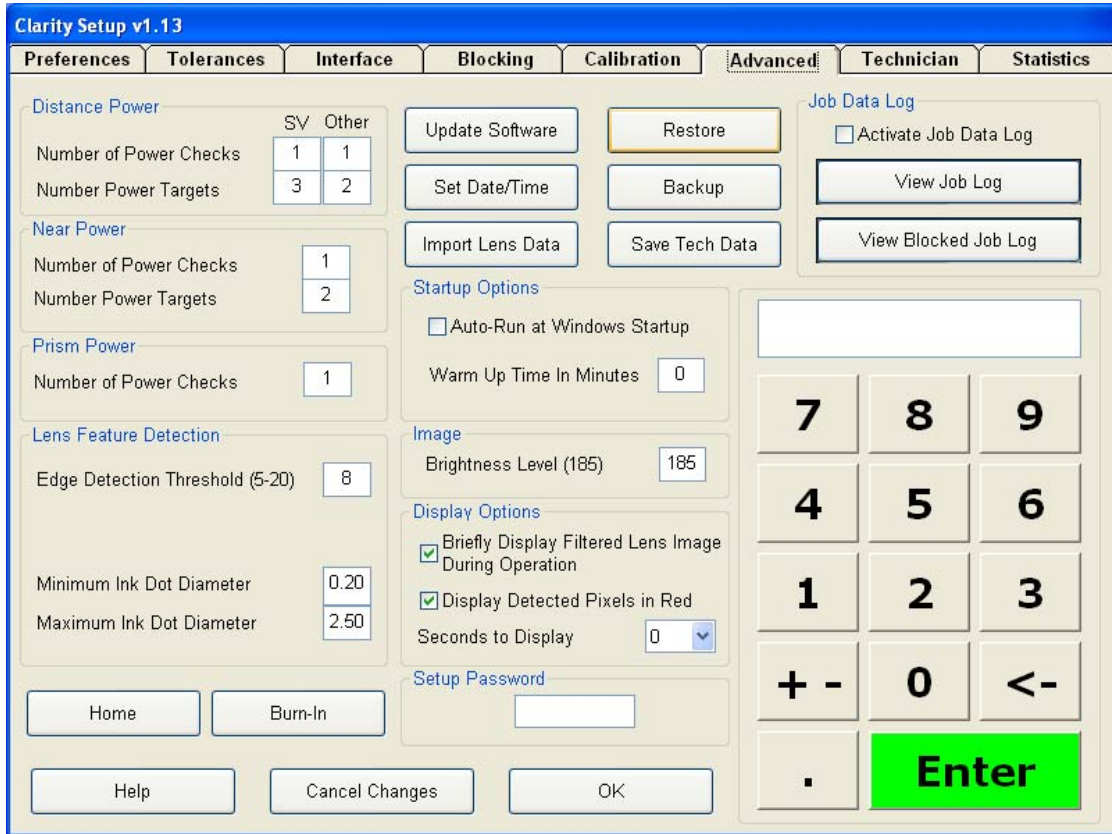 Clarity Setup v1.13
Preferences Tolerances Interface Blocking Calibration Advanced Technician Statistics
Distance Power
SV Other
Number of Power Checks 1 1
Number Power Targets 3 2
Near Power
Number of Power Checks 1
Number Power Targets 2
Prism Power
Number of Power Checks 1
Lens Feature Detection
Edge Detection Threshold (5-20) 8
Minimum Ink Dot Diameter 0.20
Maximum Ink Dot Diameter 2.50
Home Burn-In
Help Cancel Changes OK
Update Software Restore
Set Date/Time Backup
Import Lens Data Save Tech Data
Startup Options
Auto-Run at Windows Startup
Warm Up Time In Minutes 0
Image
Brightness Level (185) 185
Display Options
Briefly Display Filtered Lens Image
During Operation
Display Detected Pixels in Red
Seconds to Display 0
Setup Password
Job Data Log
Activate Job Data Log
View Job Log
View Blocked Job Log
7 8 9
4 5 6
1 2 3
+ - 0 <-
. Enter